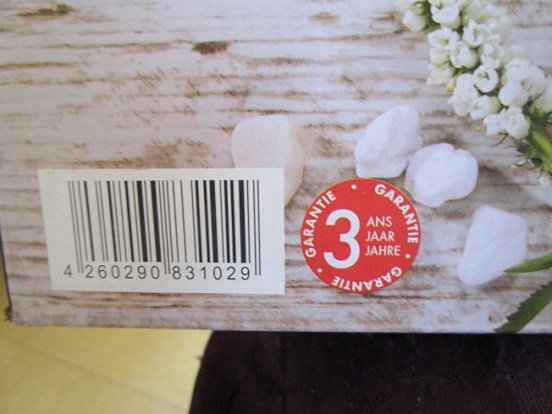 4 260290 831029
GARANTIE • GARANTIE • GARANTIE •
3
ANS
JAAR
JAHRE